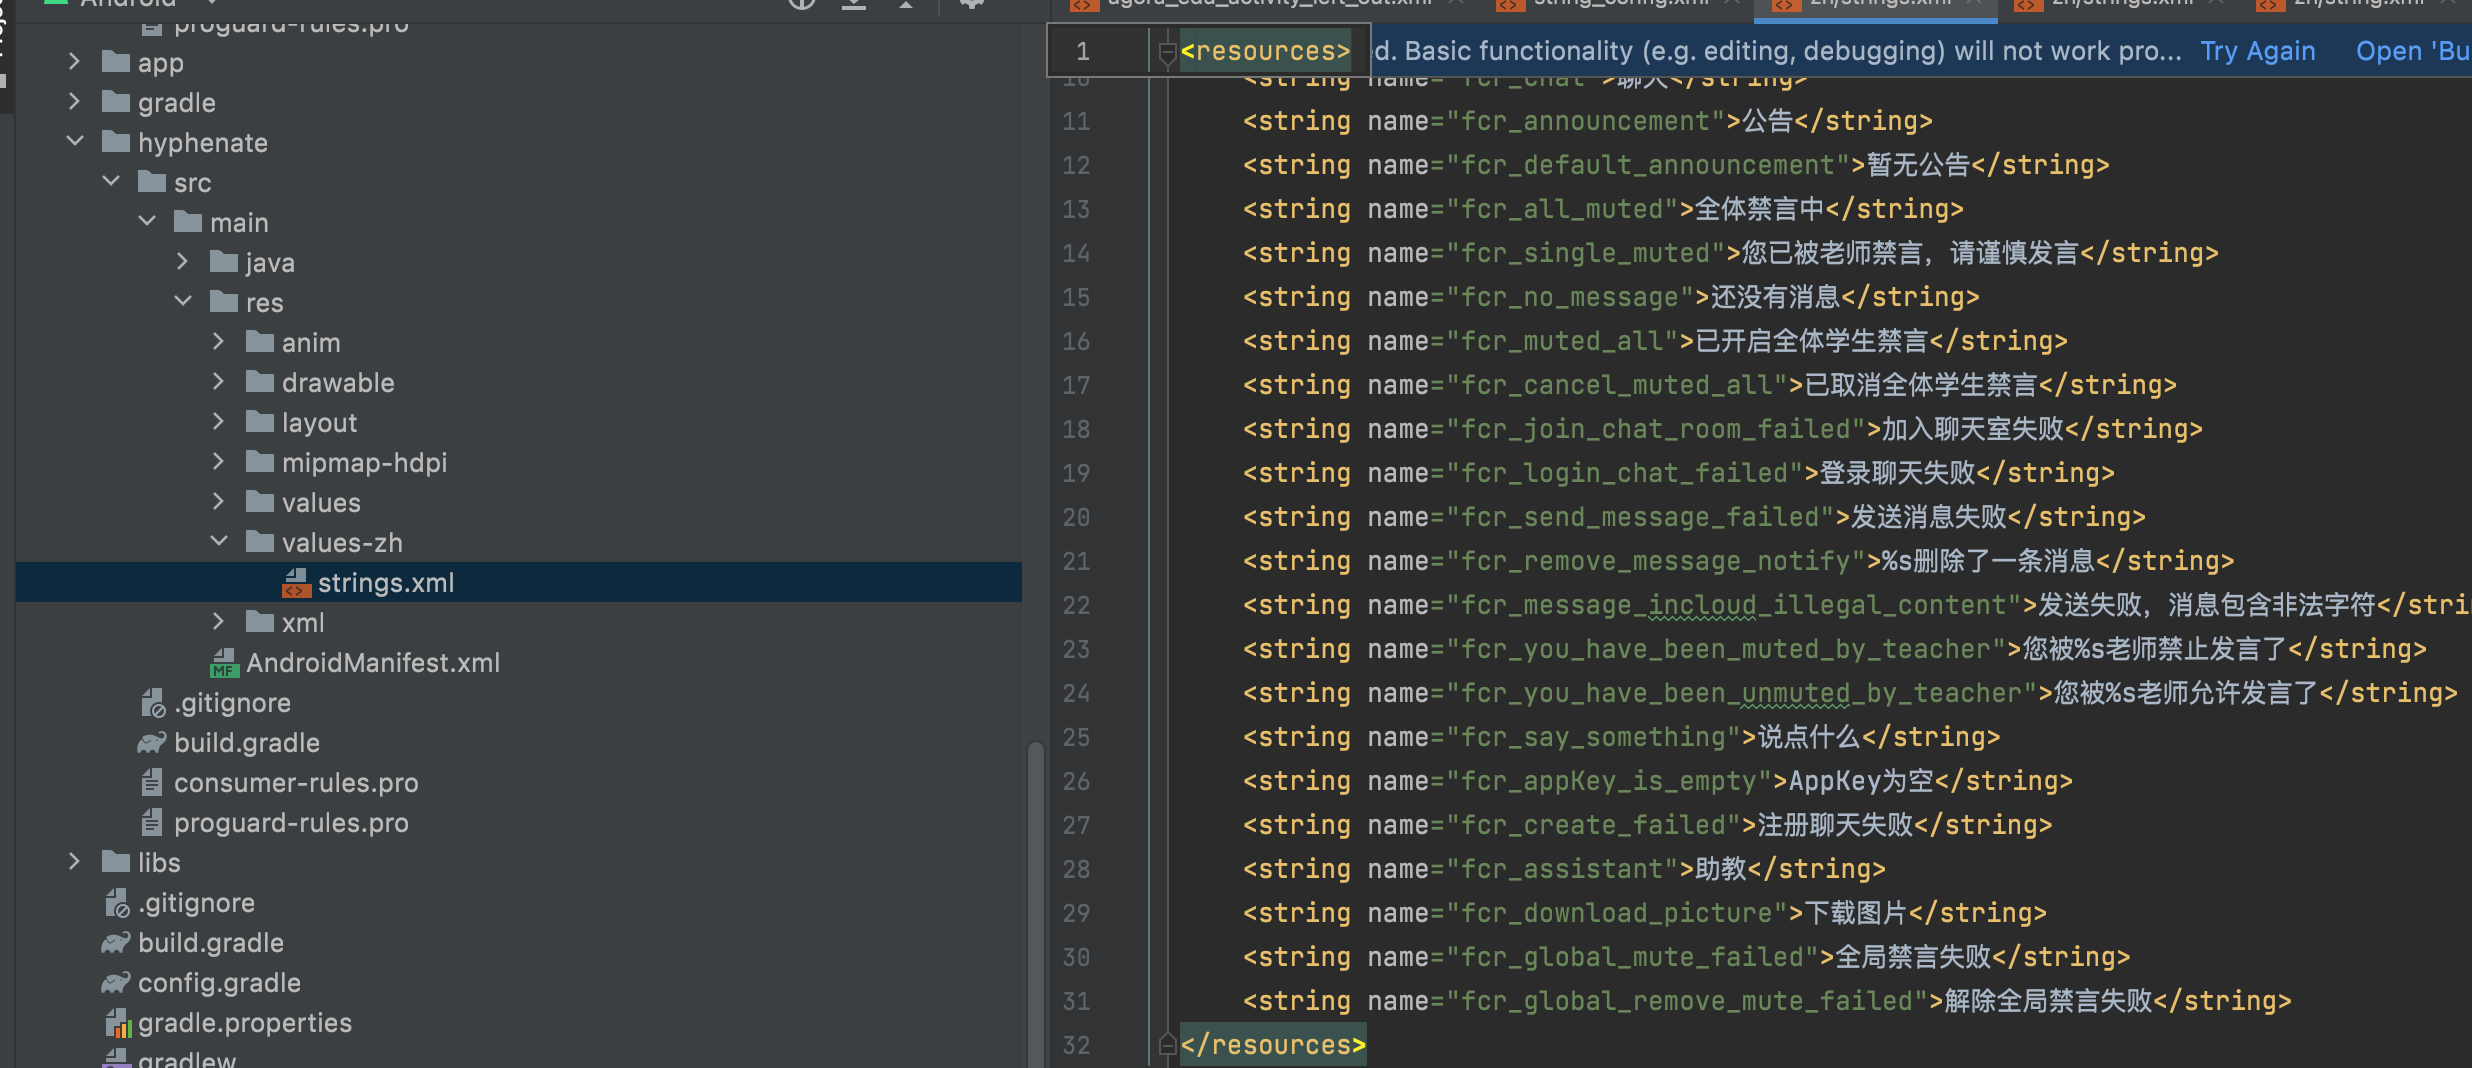 Android
proguard-rules.pro
app
gradle
hyphenate
src
main
java
res
anim
drawable
layout
mipmap-hdpi
values
values-zh
strings.xml
xml
AndroidManifest.xml
.gitignore
build.gradle
consumer-rules.pro
proguard-rules.pro
libs
.gitignore
build.gradle
config.gradle
gradle.properties
gradlew
agora_edu_activity_left_out.xml string_config.xml zh/strings.xml zh/strings.xml zh/string.xml
1 <resources> d. Basic functionality (e.g. editing, debugging) will not work pro... Try Again Open 'Bu
10 <string name="fcr_chat">聊天</string>
11 <string name="fcr_announcement">公告</string>
12 <string name="fcr_default_announcement">暂无公告</string>
13 <string name="fcr_all_muted">全体禁言中</string>
14 <string name="fcr_single_muted">您已被老师禁言，请谨慎发言</string>
15 <string name="fcr_no_message">还没有消息</string>
16 <string name="fcr_muted_all">已开启全体学生禁言</string>
17 <string name="fcr_cancel_muted_all">已取消全体学生禁言</string>
18 <string name="fcr_join_chat_room_failed">加入聊天室失败</string>
19 <string name="fcr_login_chat_failed">登录聊天失败</string>
20 <string name="fcr_send_message_failed">发送消息失败</string>
21 <string name="fcr_remove_message_notify">%s删除了一条消息</string>
22 <string name="fcr_message_incloud_illegal_content">发送失败，消息包含非法字符</stri
23 <string name="fcr_you_have_been_muted_by_teacher">您被%s老师禁止发言了</string>
24 <string name="fcr_you_have_been_unmuted_by_teacher">您被%s老师允许发言了</string>
25 <string name="fcr_say_something">说点什么</string>
26 <string name="fcr_appKey_is_empty">AppKey为空</string>
27 <string name="fcr_create_failed">注册聊天失败</string>
28 <string name="fcr_assistant">助教</string>
29 <string name="fcr_download_picture">下载图片</string>
30 <string name="fcr_global_mute_failed">全局禁言失败</string>
31 <string name="fcr_global_remove_mute_failed">解除全局禁言失败</string>
32 </resources>